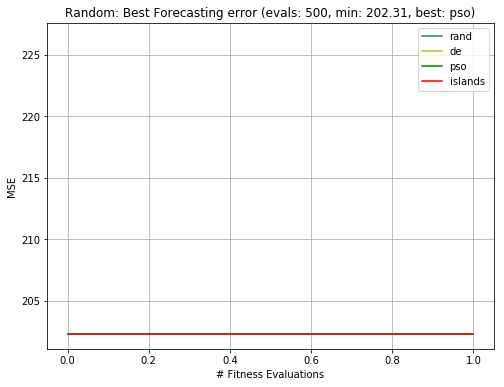 Random: Best Forecasting error (evals: 500, min: 202.31, best: pso)
rand
de
pso
islands
225
220
215
210
205
MSE
0.0 0.2 0.4 0.6 0.8 1.0
# Fitness Evaluations